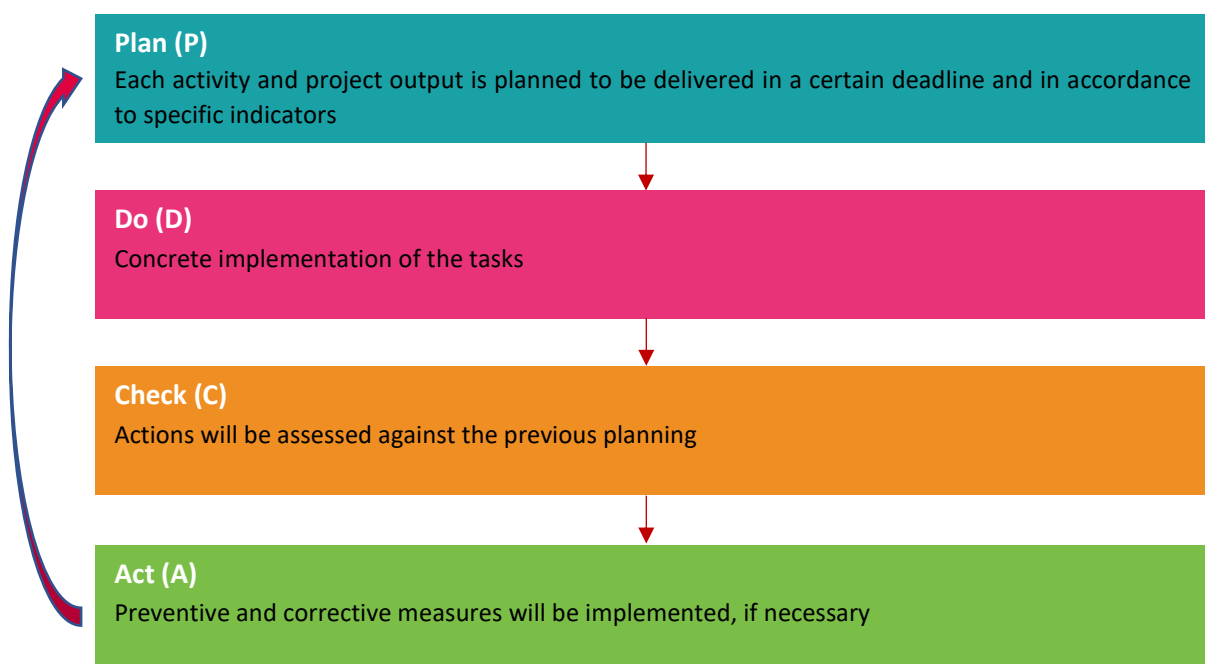 Plan (P)
Each activity and project output is planned to be delivered in a certain deadline and in accordance
to specific indicators
Do (D)
Concrete implementation of the tasks
Check (C)
Actions will be assessed against the previous planning
Act (A)
Preventive and corrective measures will be implemented, if necessary